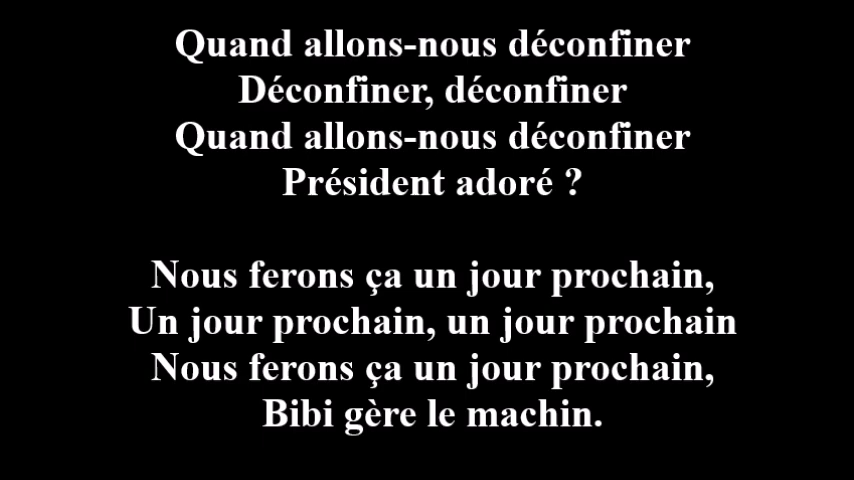 Quand allons-nous déconfiner
Déconfiner, déconfiner
Quand allons-nous déconfiner
Président adoré ?
Nous ferons ça un jour prochain,
Un jour prochain, un jour prochain
Nous ferons ça un jour prochain,
Bibi gère le machin.